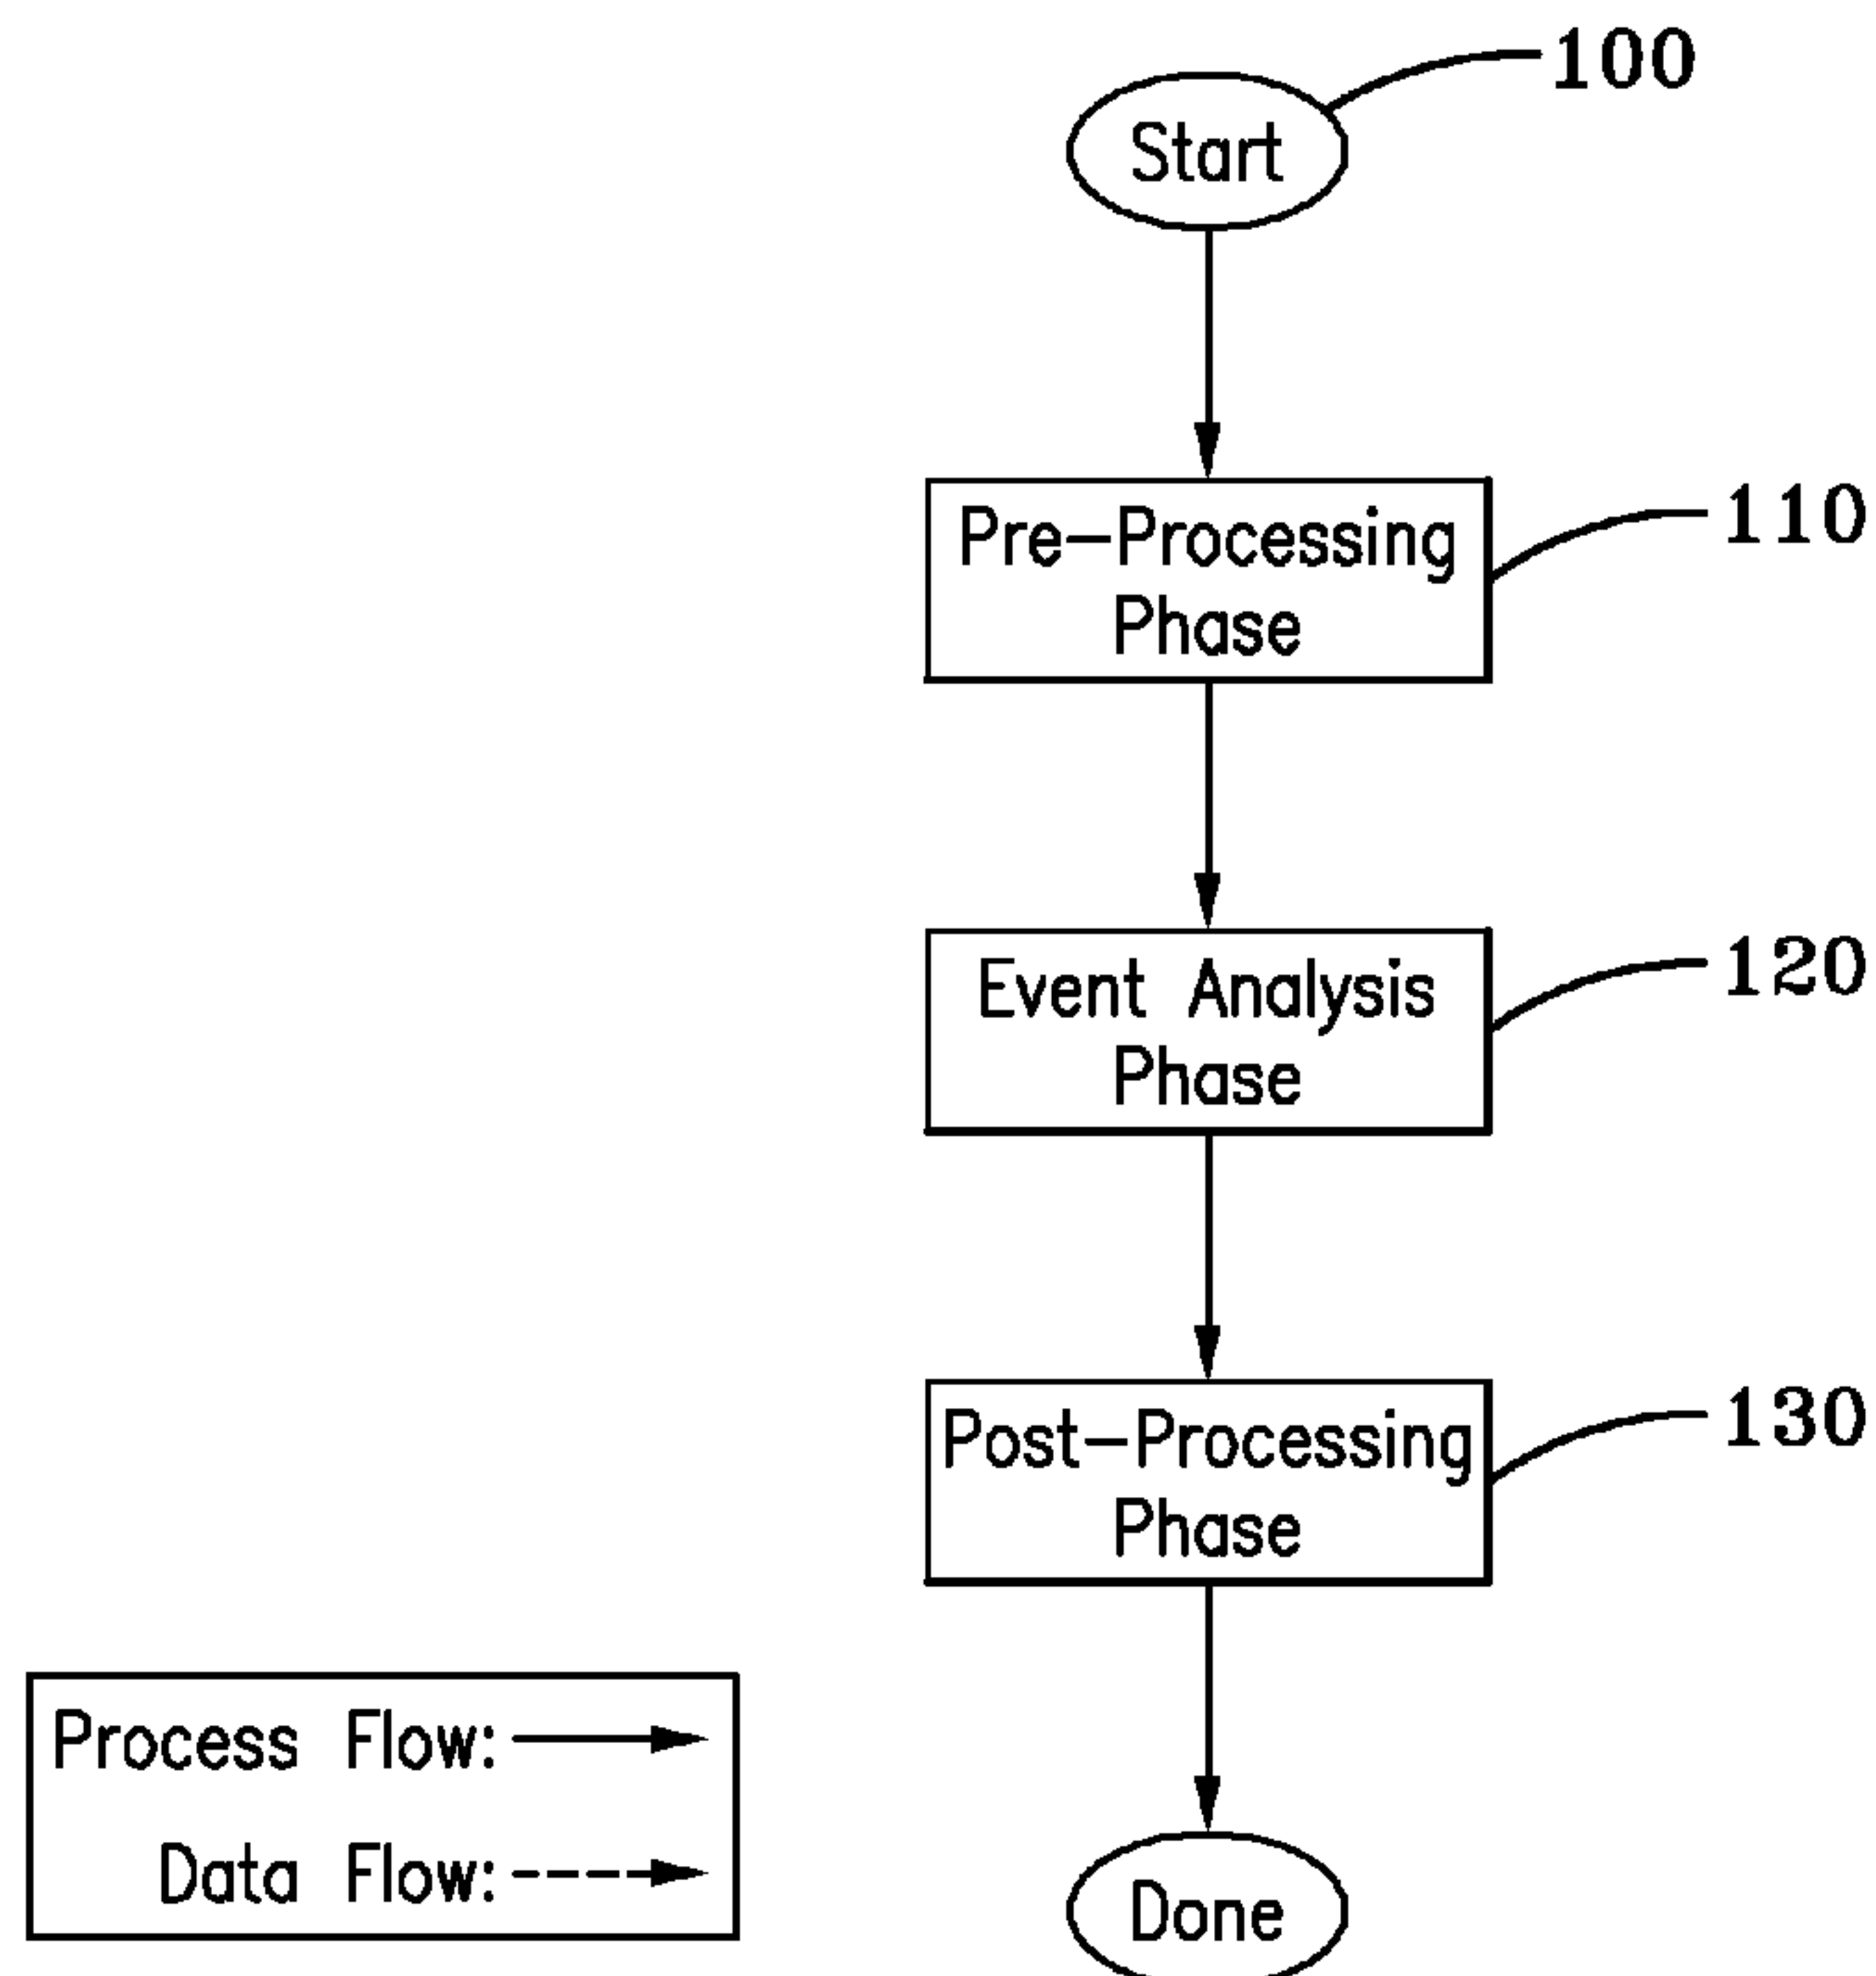 100
Start
110
Pre-Processing
Phase
120
Event Analysis
Phase
130
Post-Processing
Phase
Process Flow:
Data Flow:
Done